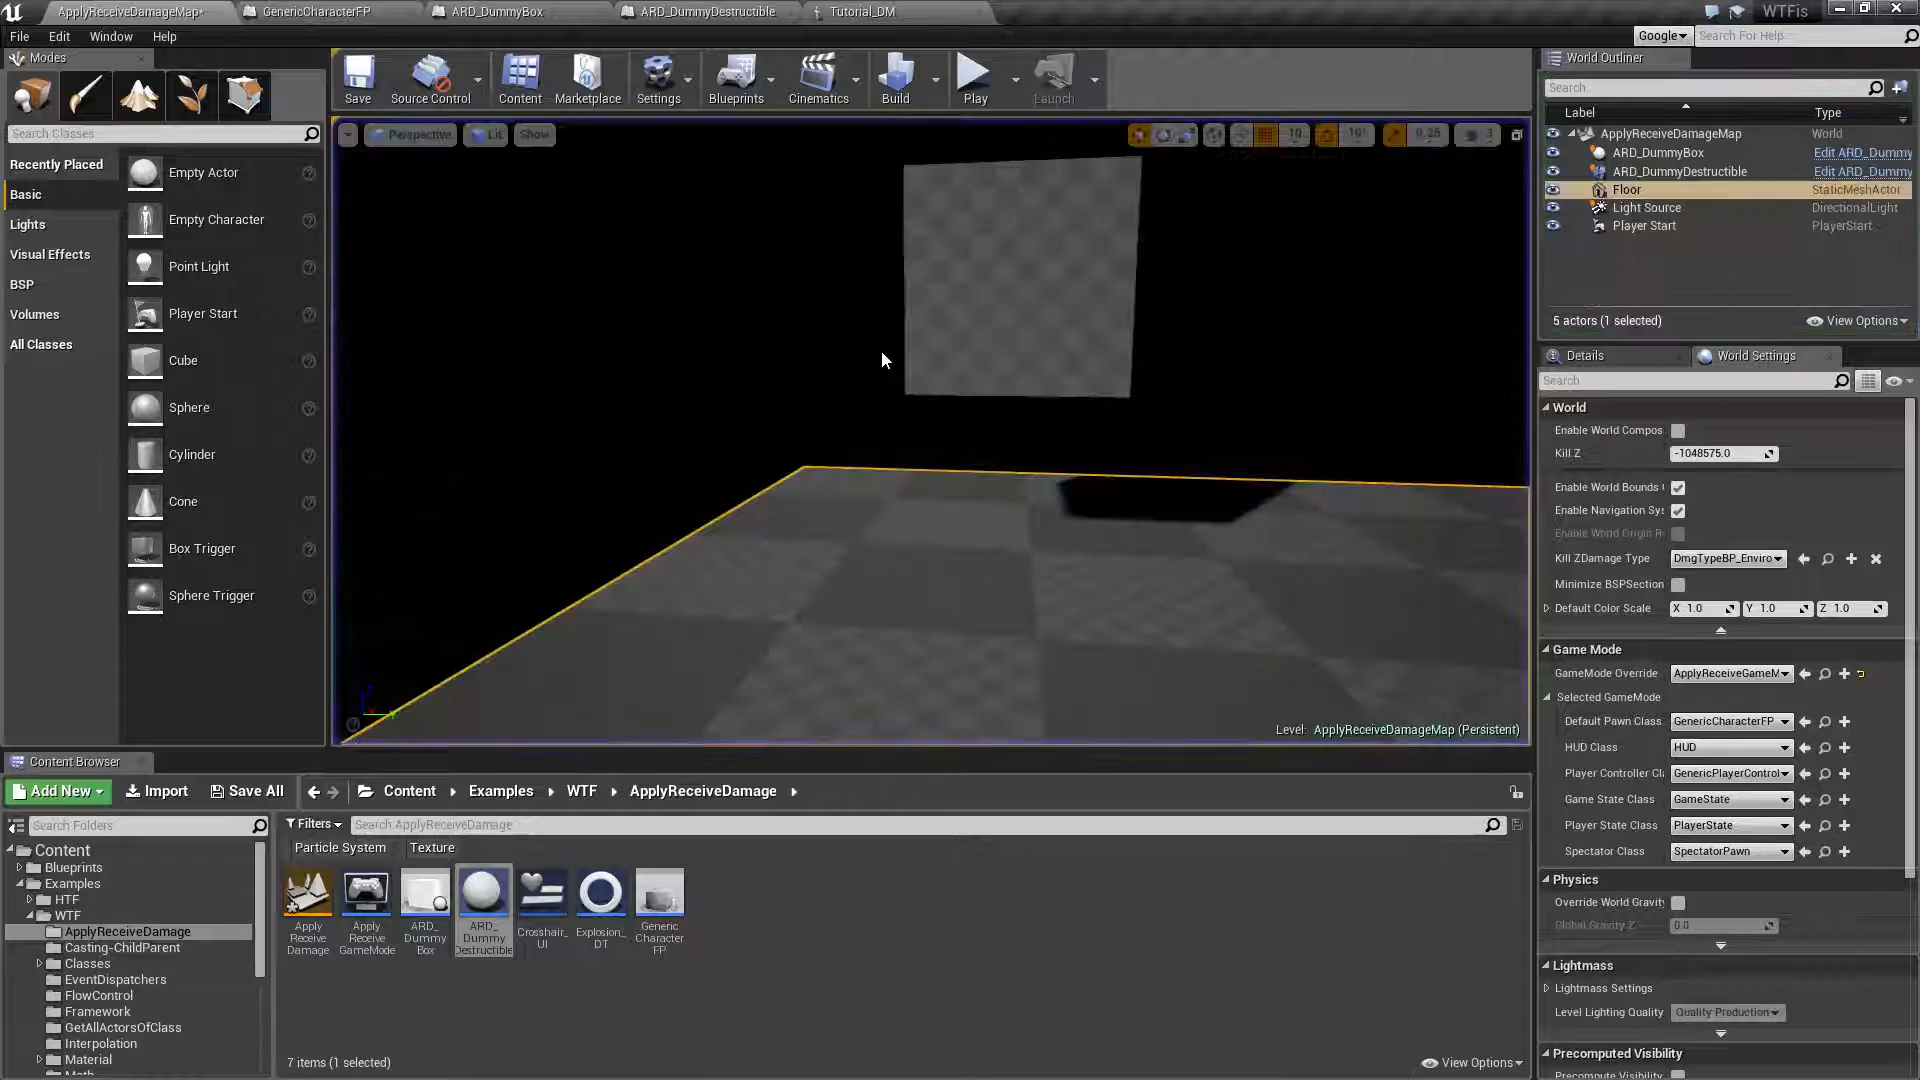 ApplyReceiveDamageMap*
GenericCharacterFP
ARD_DummyBox
ARD_DummyDestructible
Tutorial_DM
WTFis
File Edit Window Help
Google
Search For Help
Modes
Save
Source Control
Content
Marketplace
Settings
Blueprints
Cinematics
Build
Play
Launch
Search Classes
Recently Placed
Basic
Lights
Visual Effects
BSP
Volumes
All Classes
Empty Actor
Empty Character
Point Light
Player Start
Cube
Sphere
Cylinder
Cone
Box Trigger
Sphere Trigger
Perspective
Lit
Show
10
10°
0.25
3
Level: ApplyReceiveDamageMap (Persistent)
World Outliner
Search
Label Type
ApplyReceiveDamageMap World
ARD_DummyBox Edit ARD_Dummy
ARD_DummyDestructible Edit ARD_Dummy
Floor StaticMeshActor
Light Source DirectionalLight
Player Start PlayerStart
5 actors (1 selected)
View Options
Details
World Settings
Search
World
Enable World Compos
Kill Z -1048575.0
Enable World Bounds
Enable Navigation Sys
Enable World Origin R
Kill ZDamage Type DmgTypeBP_Enviro
Minimize BSPSection
Default Color Scale X 1.0 Y 1.0 Z 1.0
Game Mode
GameMode Override ApplyReceiveGameM
Selected GameMode
Default Pawn Class GenericCharacterFP
HUD Class HUD
Player Controller Cl GenericPlayerControl
Game State Class GameState
Player State Class PlayerState
Spectator Class SpectatorPawn
Physics
Override World Gravit
Global Gravity Z 0.0
Lightmass
Lightmass Settings
Level Lighting Quality Quality Production
Precomputed Visibility
Precompute Visibility
Content Browser
Add New
Import
Save All
Content
Examples
WTF
ApplyReceiveDamage
Search Folders
Filters
Search ApplyReceiveDamage
Particle System
Texture
Content
Blueprints
Examples
HTF
WTF
ApplyReceiveDamage
Casting-ChildParent
Classes
EventDispatchers
FlowControl
Framework
GetAllActorsOfClass
Interpolation
Material
Math
Apply
Receive
Damage
Apply
Receive
GameMode
ARD_
Dummy
Box
ARD_
Dummy
Destructible
Crosshair_
UI
Explosion_
DT
Generic
Character
FP
7 items (1 selected)
View Options